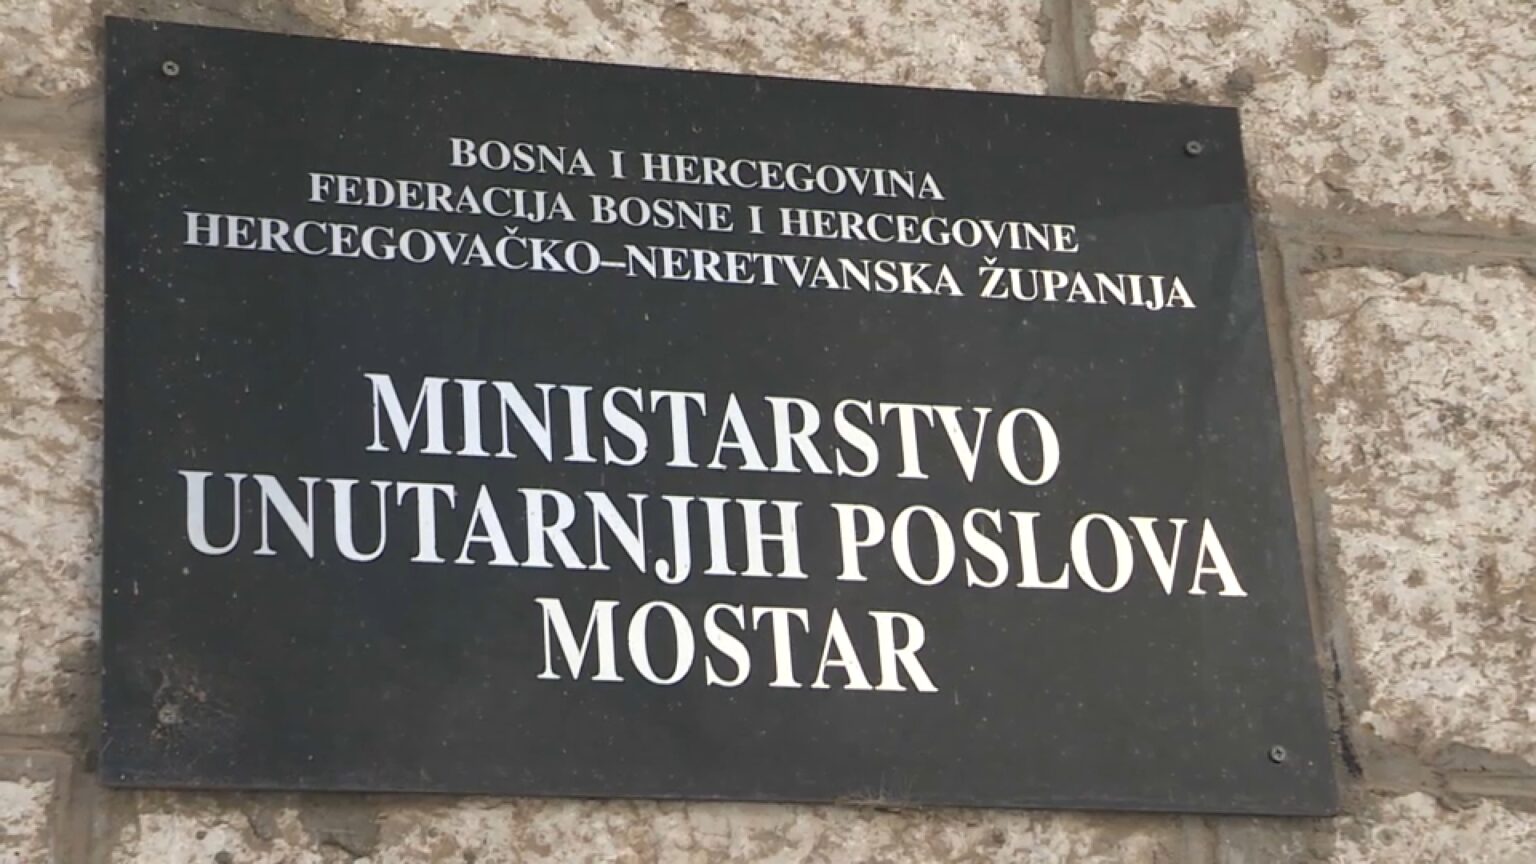 BOSNA I HERCEGOVINA
FEDERACIJA BOSNE I HERCEGOVINE
HERCEGOVAČKO–NERETVANSKA ŽUPANIJA
MINISTARSTVO
UNUTARNJIH POSLOVA
MOSTAR